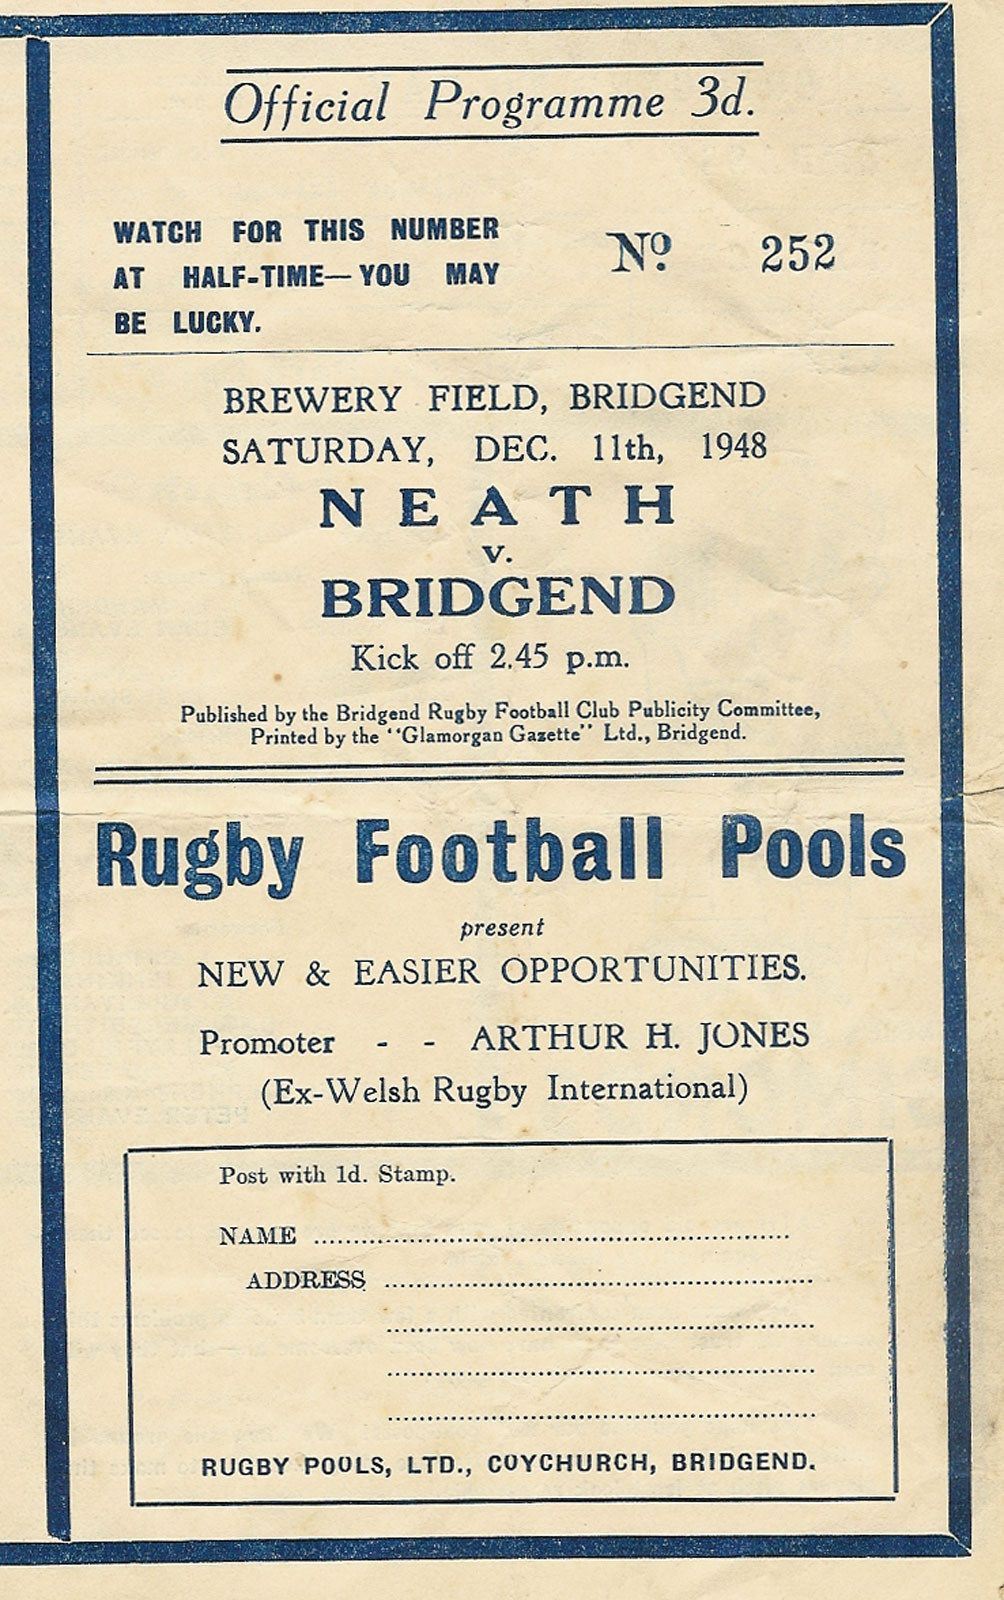 Official Programme 3d.
WATCH FOR THIS NUMBER
AT HALF-TIME—YOU MAY
BE LUCKY.
Nº. 252
BREWERY FIELD, BRIDGEND
SATURDAY, DEC. 11th, 1948
NEATH
v.
BRIDGEND
Kick off 2.45 p.m.
Published by the Bridgend Rugby Football Club Publicity Committee,
Printed by the "Glamorgan Gazette" Ltd., Bridgend.
Rugby Football Pools
present
NEW & EASIER OPPORTUNITIES.
Promoter - - ARTHUR H. JONES
(Ex-Welsh Rugby International)
Post with 1d. Stamp.
NAME ....................
ADDRESS ....................
RUGBY POOLS, LTD., COYCHURCH, BRIDGEND.